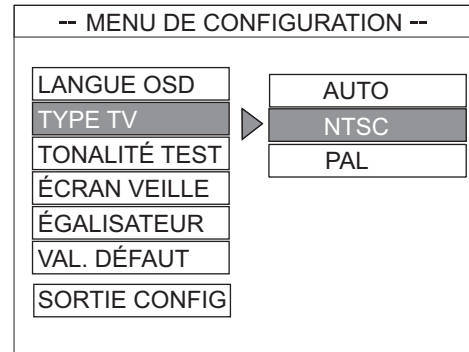 -- MENU DE CONFIGURATION --
LANGUE OSD
TYPE TV
TONALITÉ TEST
ÉCRAN VEILLE
ÉGALISATEUR
VAL. DÉFAUT
SORTIE CONFIG
AUTO
NTSC
PAL